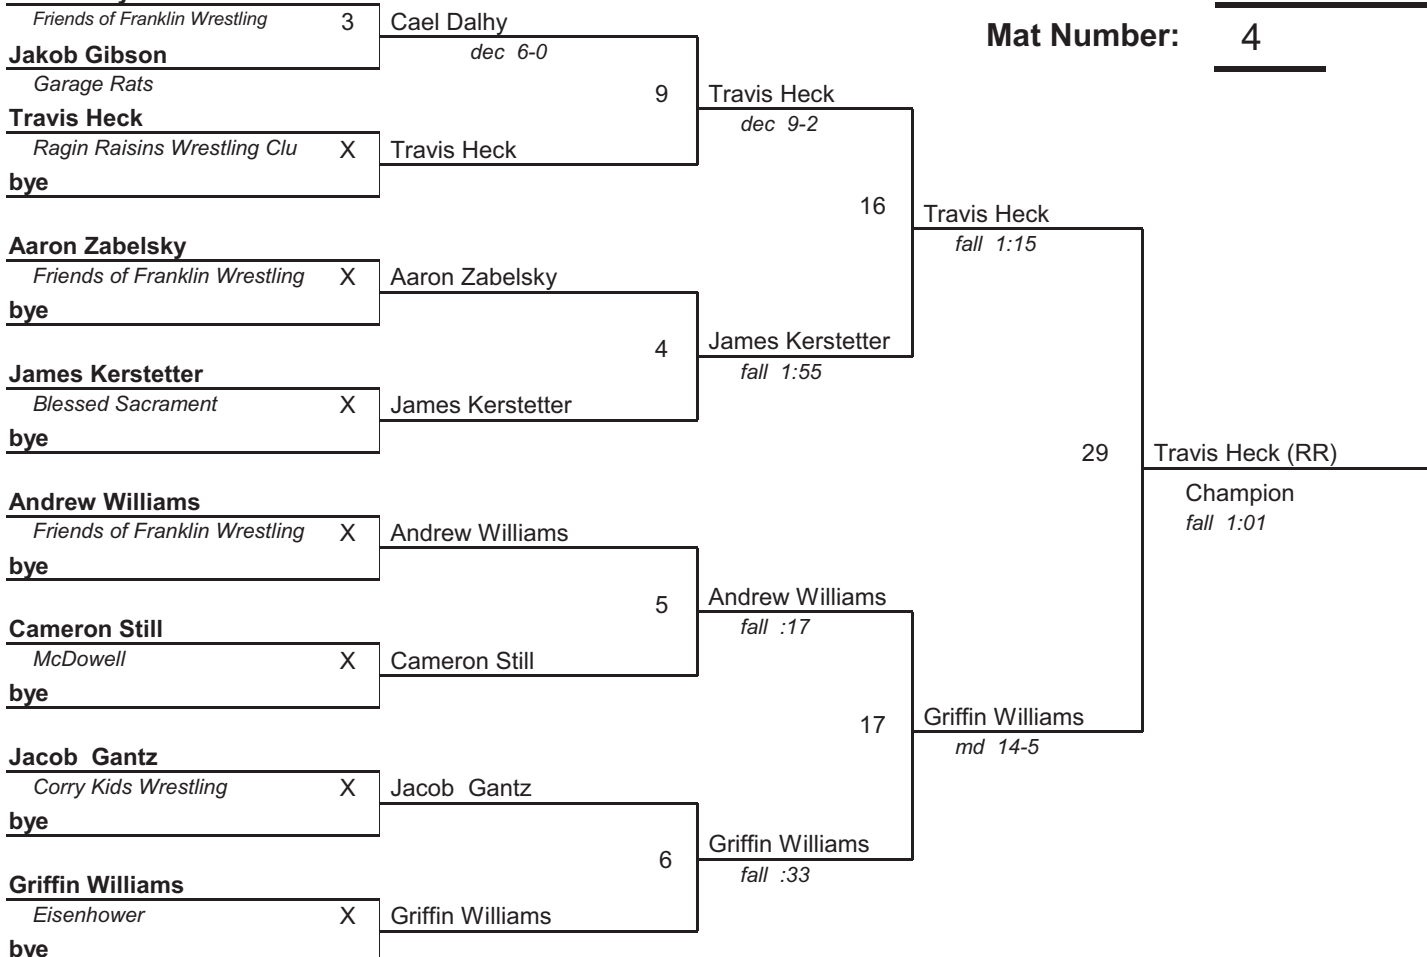 Friends of Franklin Wrestling 3
Jakob Gibson
Garage Rats
Travis Heck
Ragin Raisins Wrestling Clu X
bye
Aaron Zabelsky
Friends of Franklin Wrestling X
bye
James Kerstetter
Blessed Sacrament X
bye
Andrew Williams
Friends of Franklin Wrestling X
bye
Cameron Still
McDowell X
bye
Jacob Gantz
Corry Kids Wrestling X
bye
Griffin Williams
Eisenhower X
bye
Cael Dalhy
dec 6-0
9
Travis Heck
Aaron Zabelsky
4
James Kerstetter
Andrew Williams
5
Cameron Still
Jacob Gantz
6
Griffin Williams
Travis Heck
dec 9-2
16
James Kerstetter
fall 1:55
Andrew Williams
fall :17
17
Griffin Williams
fall :33
Travis Heck
fall 1:15
29
Griffin Williams
md 14-5
Travis Heck (RR)
Champion
fall 1:01
Mat Number: 4